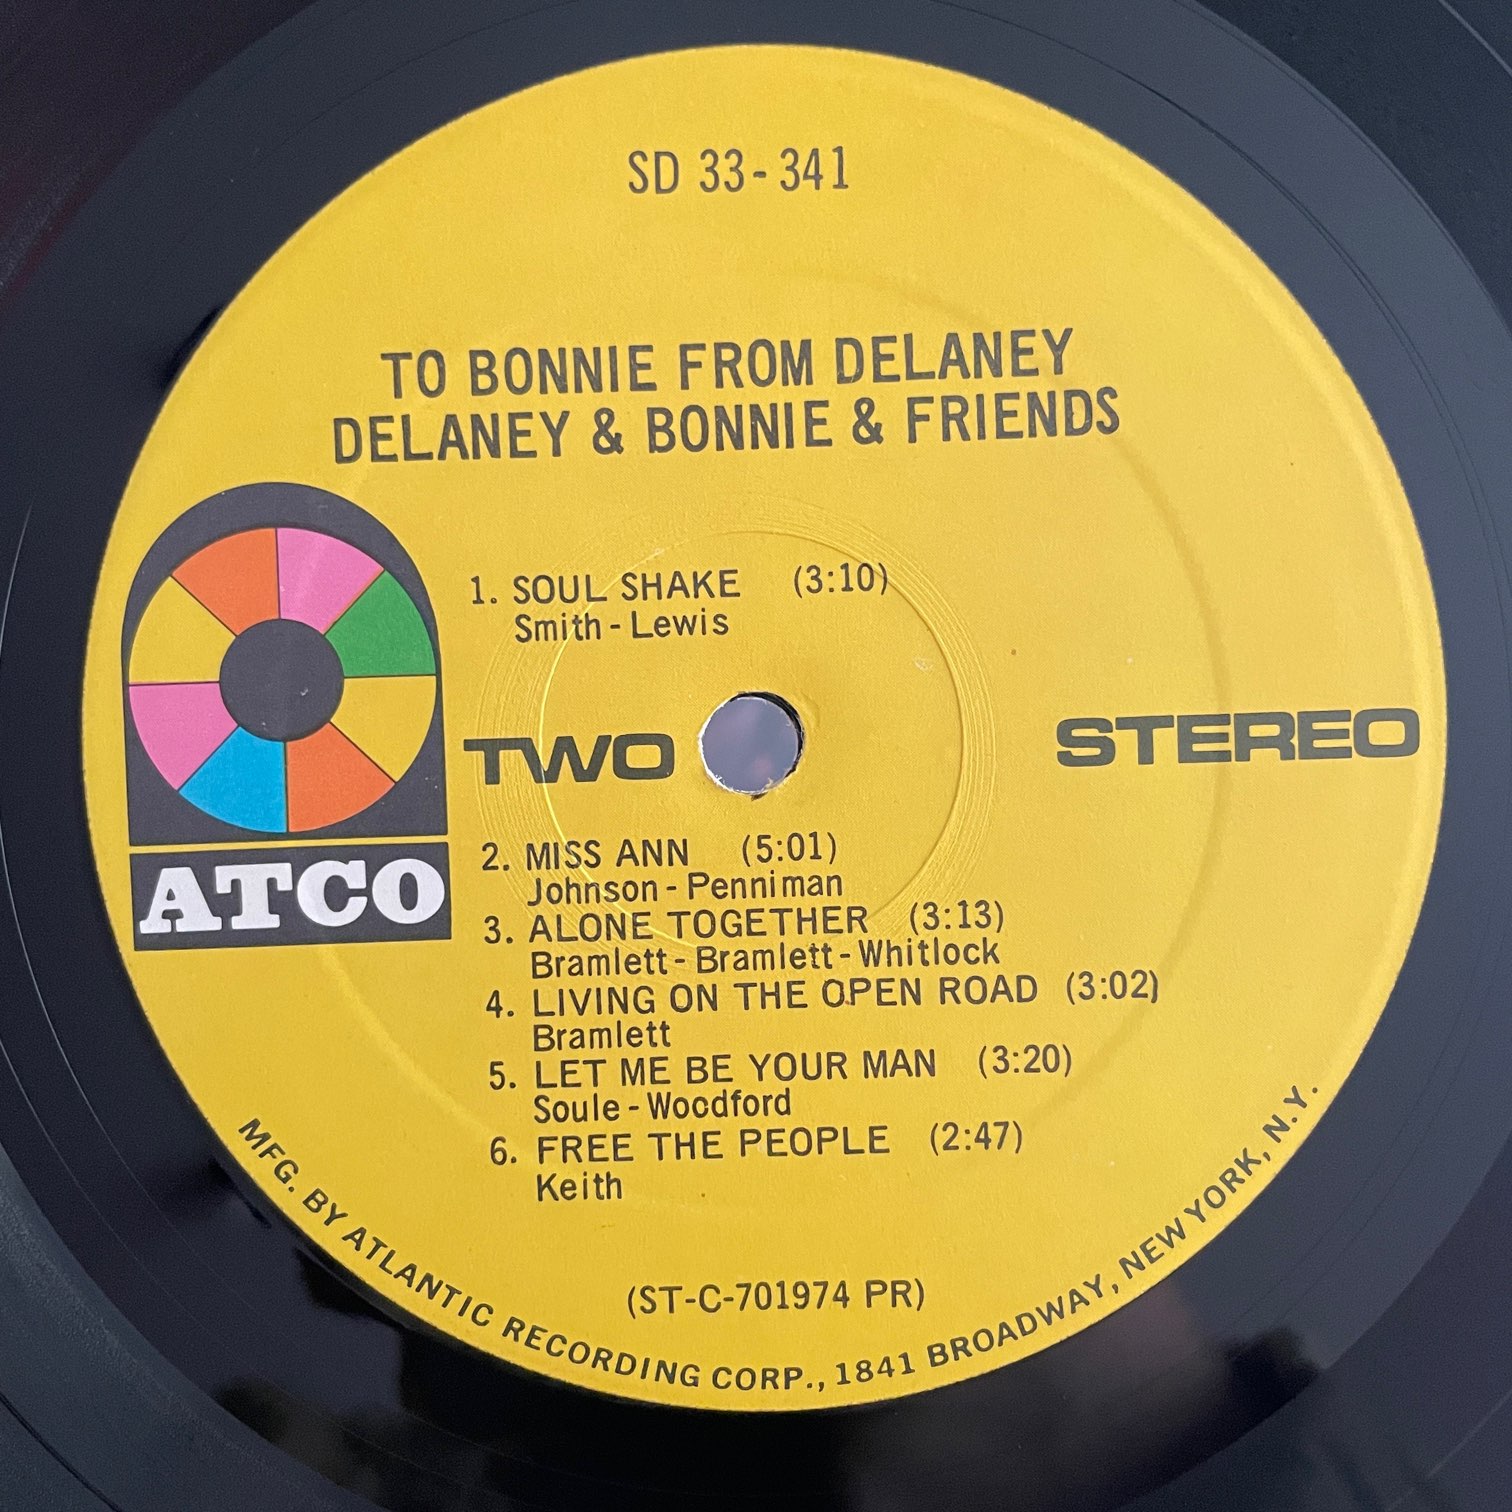 SD 33-341
TO BONNIE FROM DELANEY
DELANEY & BONNIE & FRIENDS
1. SOUL SHAKE (3:10)
Smith-Lewis
TWO
STEREO
ATCO
2. MISS ANN (5:01)
Johnson-Penniman
3. ALONE TOGETHER (3:13)
Bramlett-Bramlett-Whitlock
4. LIVING ON THE OPEN ROAD (3:02)
Bramlett
5. LET ME BE YOUR MAN (3:20)
Soule-Woodford
6. FREE THE PEOPLE (2:47)
Keith
(ST-C-701974 PR)
MFG. BY ATLANTIC RECORDING CORP., 1841 BROADWAY, NEW YORK, N.Y.